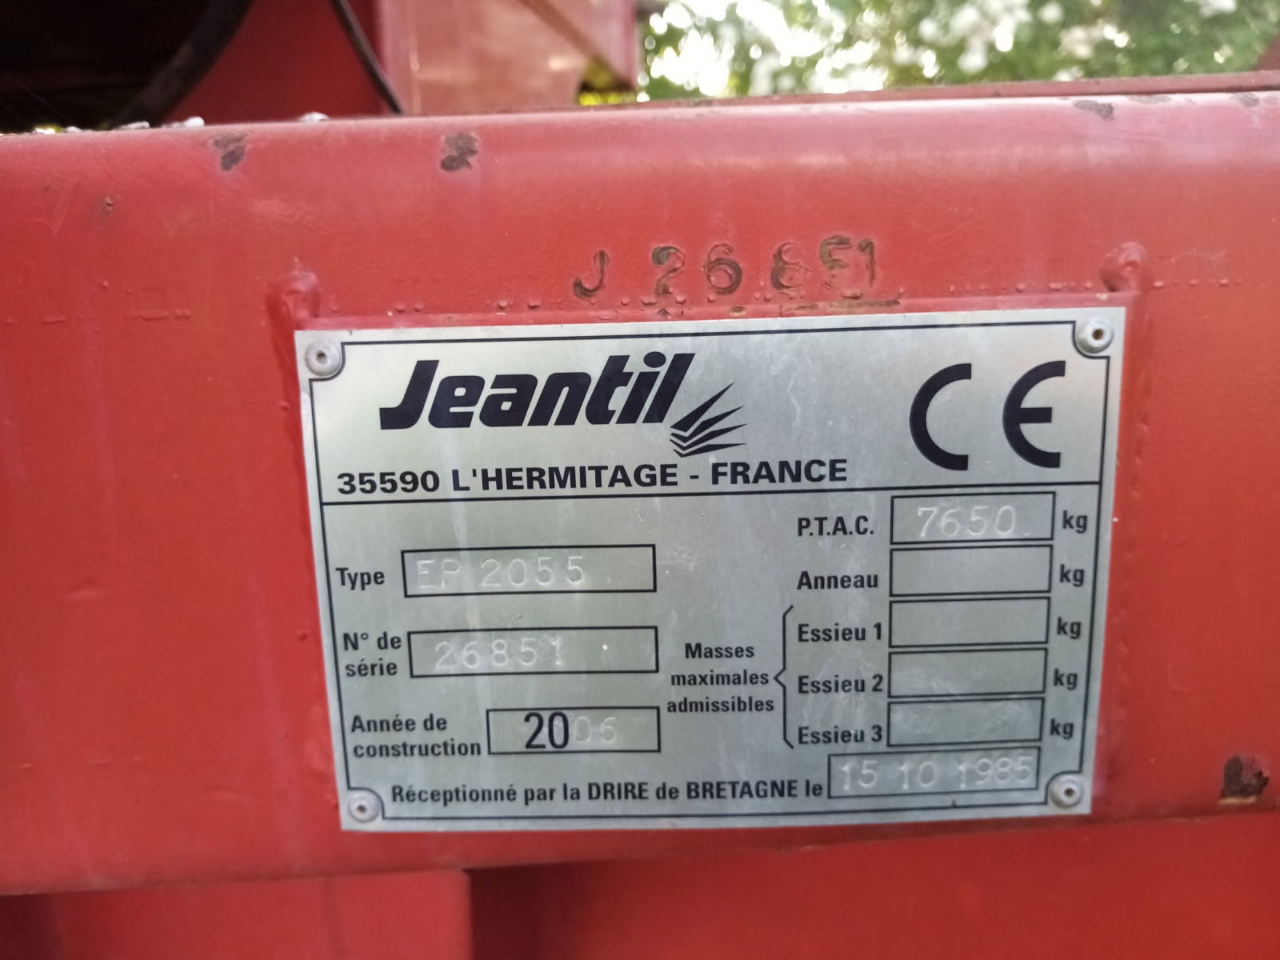 J 26851
Jeantil
CE
35590 L'HERMITAGE - FRANCE
P.T.A.C. 7650 kg
Type EP 2055
Anneau kg
N° de série 26851
Masses maximales admissibles
Essieu 1 kg
Essieu 2 kg
Essieu 3 kg
Année de construction 2006
Réceptionné par la DRIRE de BRETAGNE le 15 10 1985